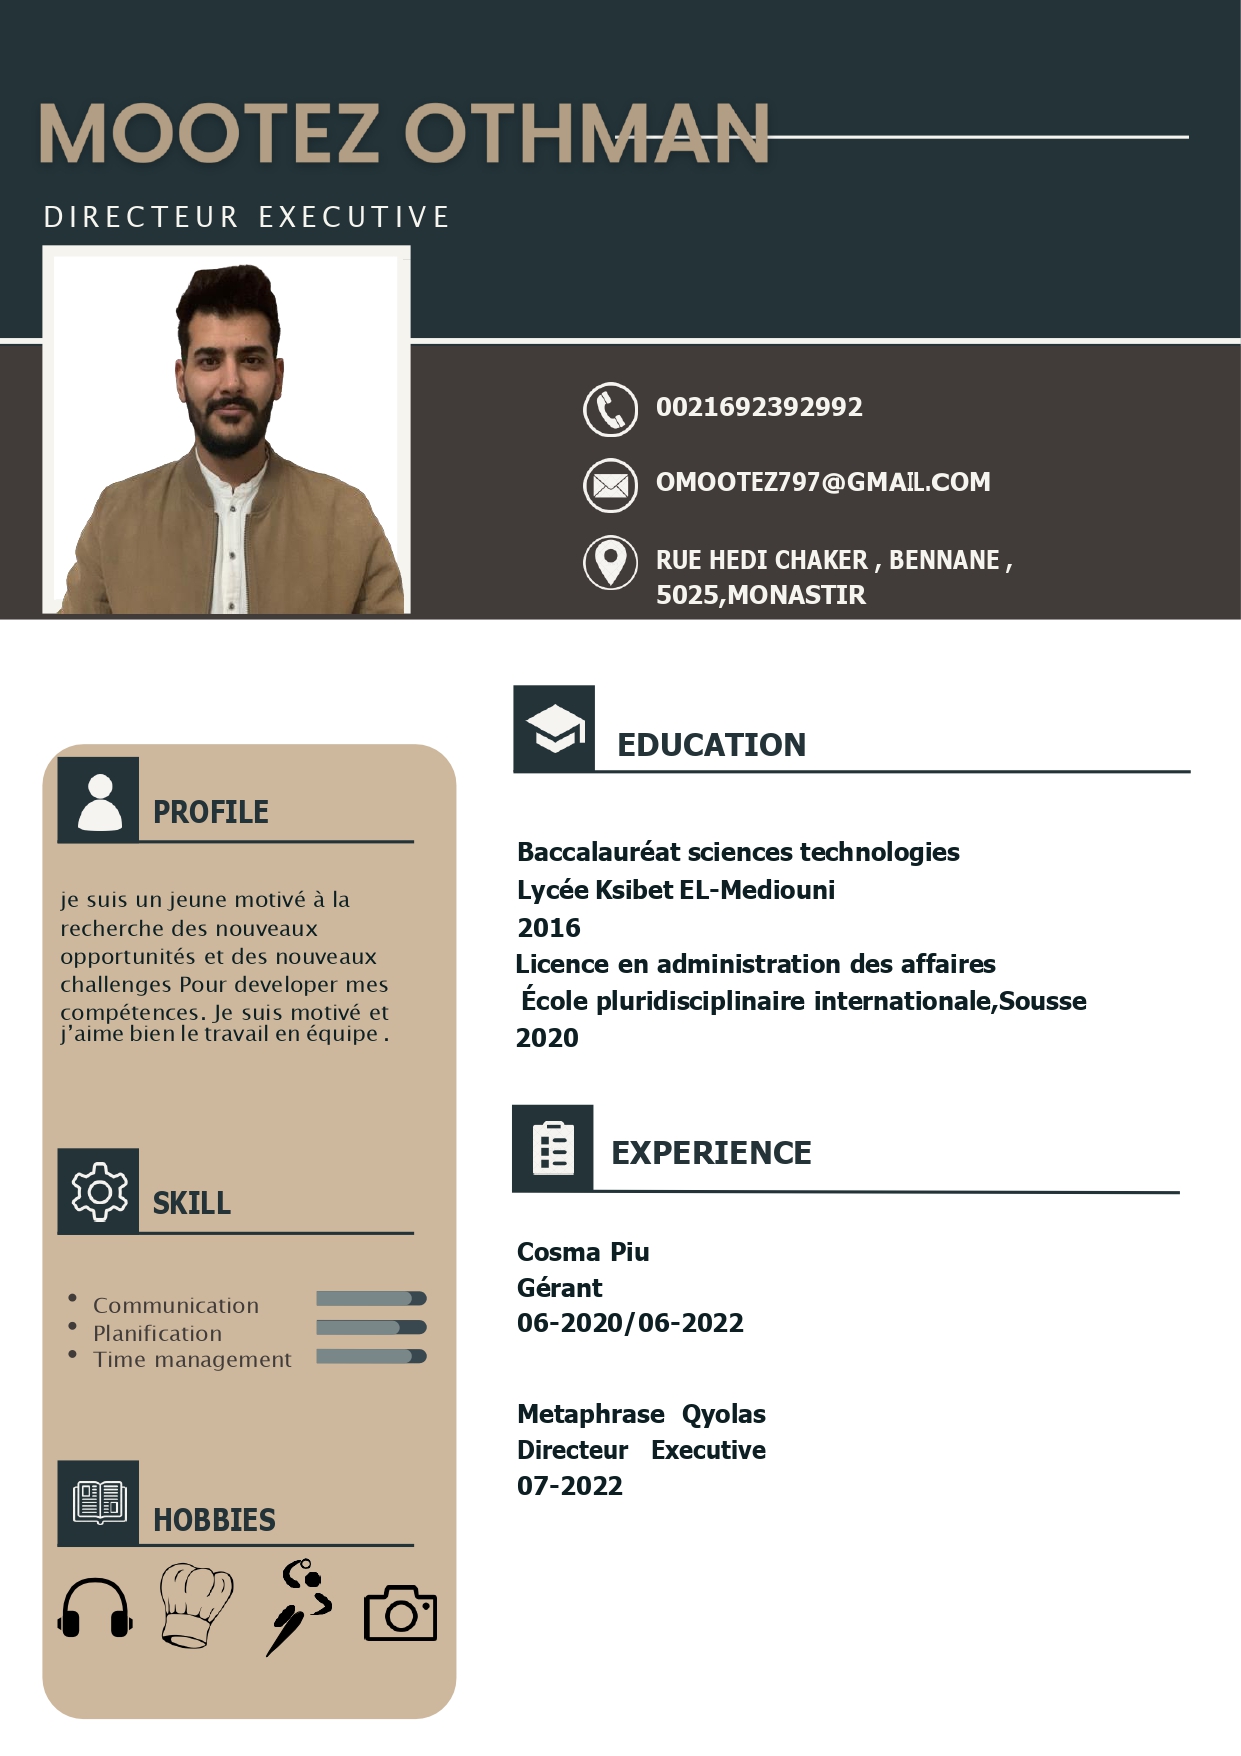 MOOTEZ OTHMAN
DIRECTEUR EXECUTIVE
0021692392992
OMOOTEZ797@GMAIL.COM
RUE HEDI CHAKER , BENNANE ,
5025,MONASTIR
PROFILE
je suis un jeune motivé à la
recherche des nouveaux
opportunités et des nouveaux
challenges Pour developer mes
compétences. Je suis motivé et
j’aime bien le travail en équipe .
SKILL
• Communication
• Planification
• Time management
HOBBIES
EDUCATION
Baccalauréat sciences technologies
Lycée Ksibet EL-Mediouni
2016
Licence en administration des affaires
École pluridisciplinaire internationale,Sousse
2020
EXPERIENCE
Cosma Piu
Gérant
06-2020/06-2022
Metaphrase Qyolas
Directeur Executive
07-2022